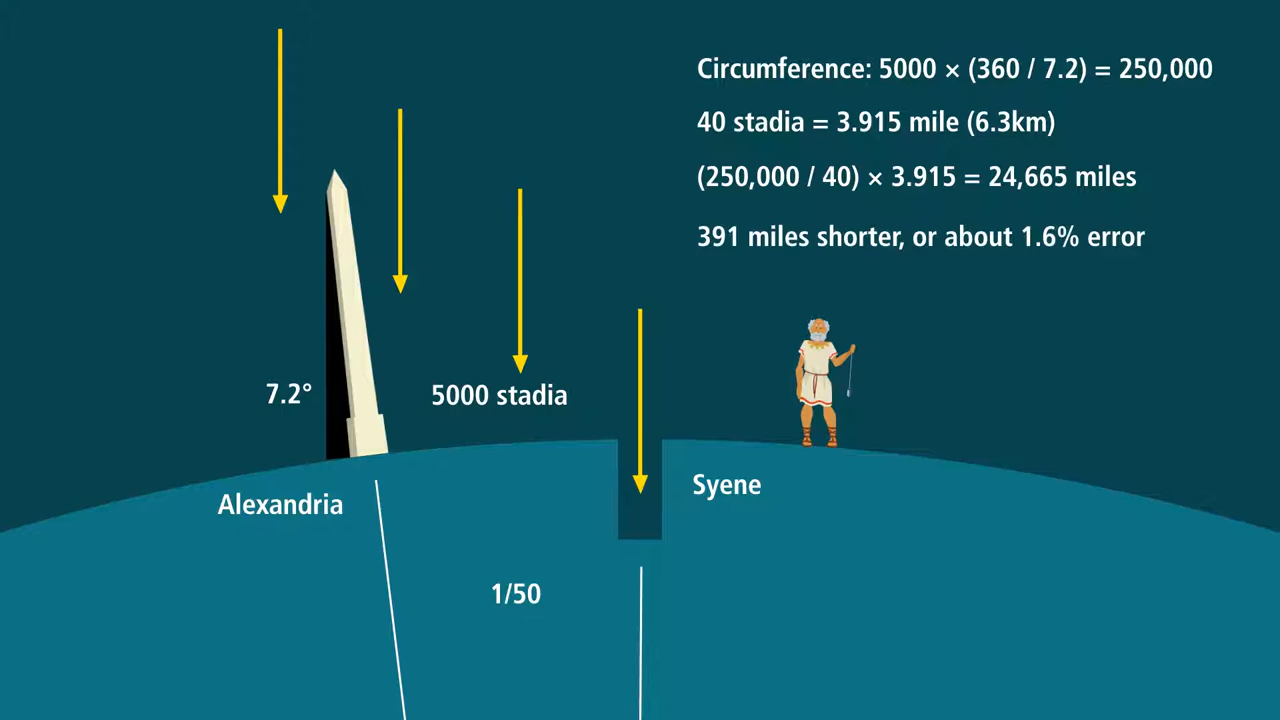 Circumference: 5000 × (360 / 7.2) = 250,000
40 stadia = 3.915 mile (6.3km)
(250,000 / 40) × 3.915 = 24,665 miles
391 miles shorter, or about 1.6% error
7.2°
5000 stadia
Alexandria
Syene
1/50